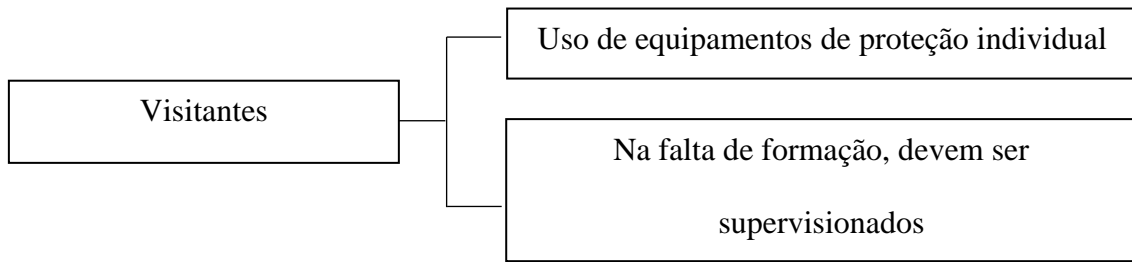 Visitantes
Uso de equipamentos de proteção individual
Na falta de formação, devem ser
supervisionados